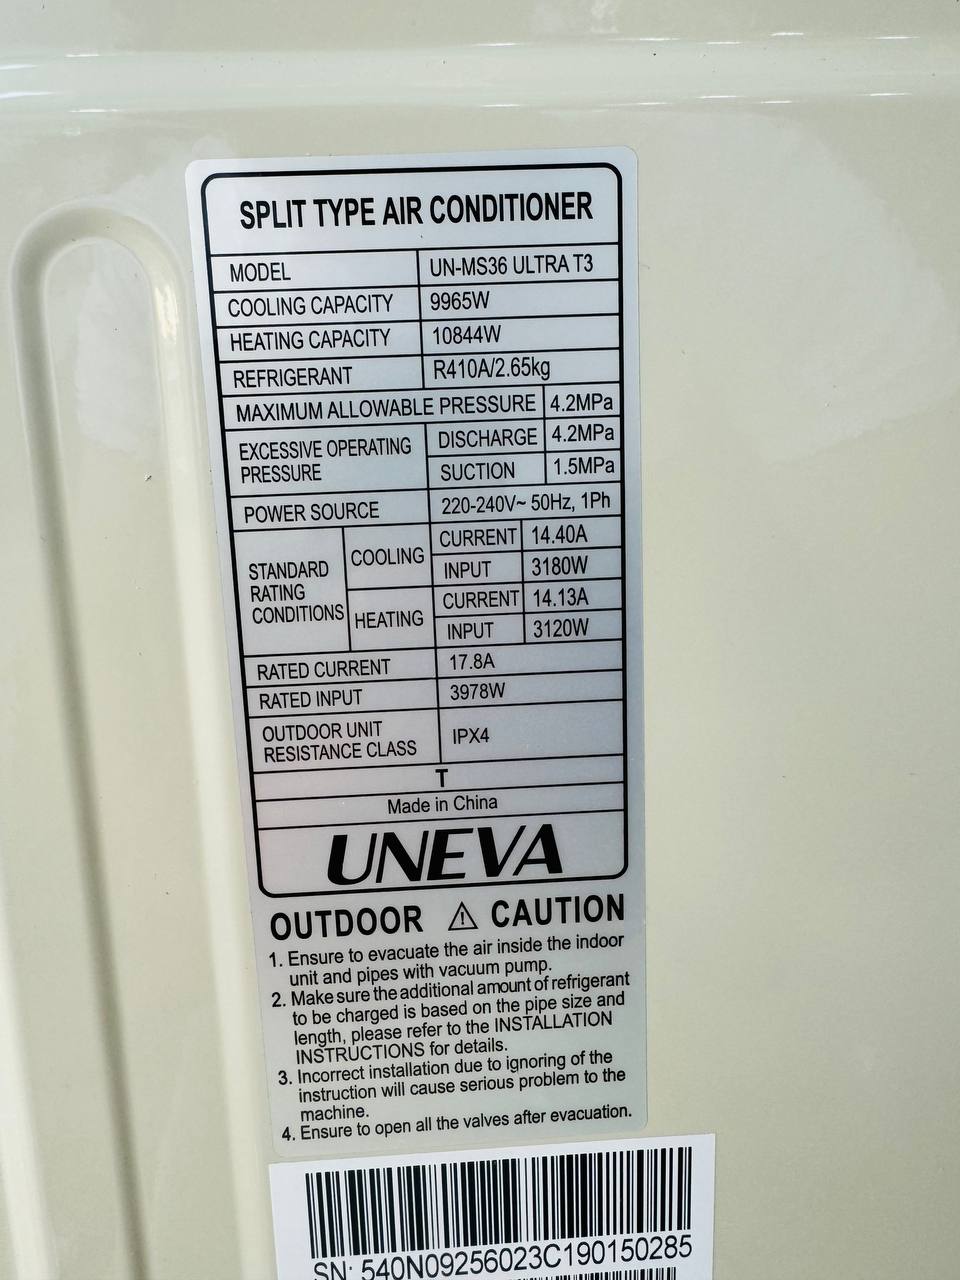 SPLIT TYPE AIR CONDITIONER
MODEL UN-MS36 ULTRA T3
COOLING CAPACITY 9965W
HEATING CAPACITY 10844W
REFRIGERANT R410A/2.65kg
MAXIMUM ALLOWABLE PRESSURE 4.2MPa
EXCESSIVE OPERATING PRESSURE DISCHARGE 4.2MPa
SUCTION 1.5MPa
POWER SOURCE 220-240V~ 50Hz, 1Ph
STANDARD RATING CONDITIONS COOLING CURRENT 14.40A
INPUT 3180W
HEATING CURRENT 14.13A
INPUT 3120W
RATED CURRENT 17.8A
RATED INPUT 3978W
OUTDOOR UNIT RESISTANCE CLASS IPX4
T
Made in China
UNEVA
OUTDOOR ⚠ CAUTION
1. Ensure to evacuate the air inside the indoor
unit and pipes with vacuum pump.
2. Make sure the additional amount of refrigerant
to be charged is based on the pipe size and
length, please refer to the INSTALLATION
INSTRUCTIONS for details.
3. Incorrect installation due to ignoring of the
instruction will cause serious problem to the
machine.
4. Ensure to open all the valves after evacuation.
SN: 540N09256023C190150285